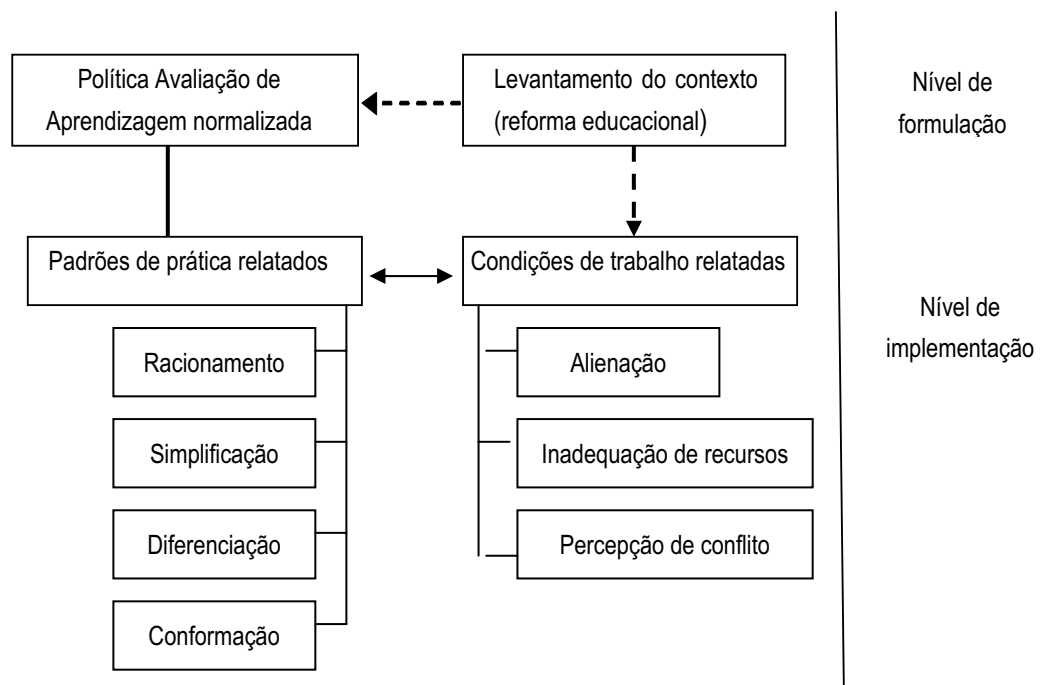 Política Avaliação de
Aprendizagem normalizada
Levantamento do contexto
(reforma educacional)
Nível de
formulação
Padrões de prática relatados
Condições de trabalho relatadas
Nível de
implementação
Racionamento
Alienação
Simplificação
Inadequação de recursos
Diferenciação
Percepção de conflito
Conformação